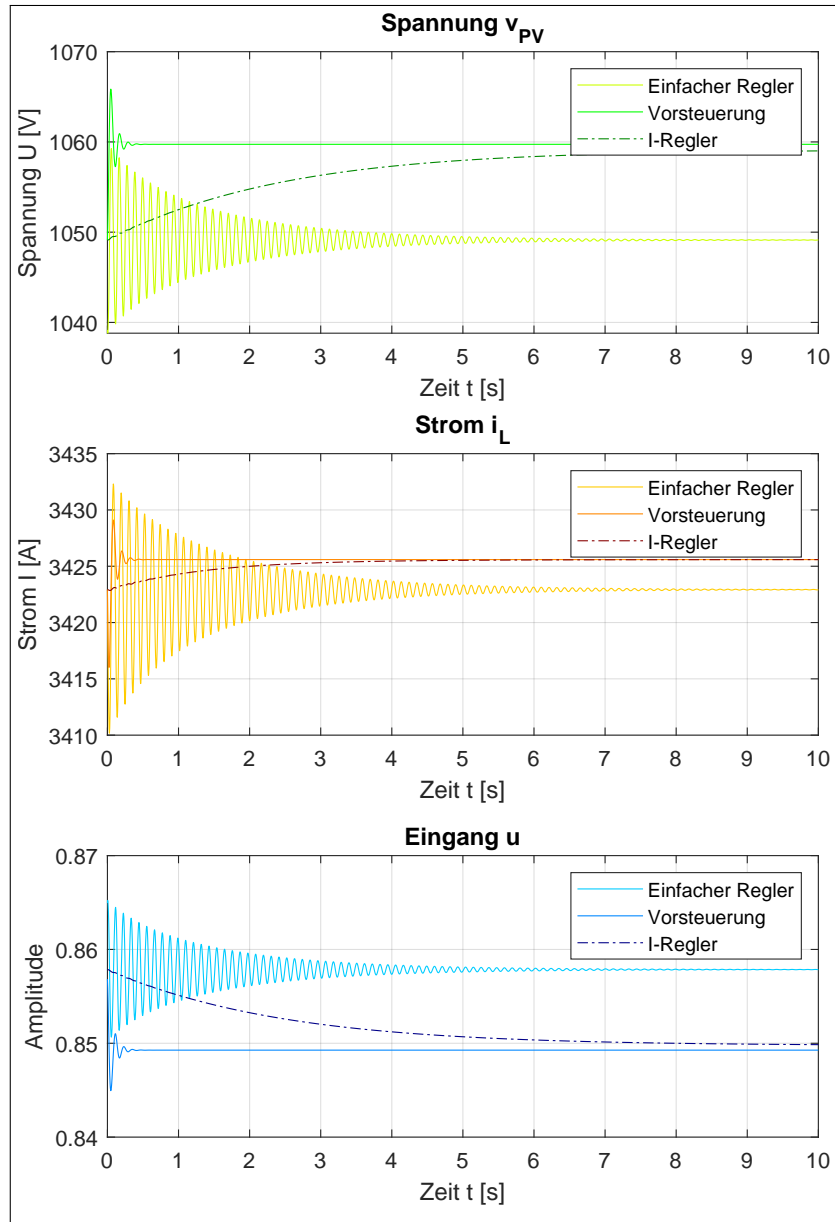 Spannung v_PV
1070
1060
1050
1040
Spannung U [V]
Einfacher Regler
Vorsteuerung
I-Regler
0 1 2 3 4 5 6 7 8 9 10
Zeit t [s]
Strom i_L
3435
3430
3425
3420
3415
3410
Strom I [A]
Einfacher Regler
Vorsteuerung
I-Regler
0 1 2 3 4 5 6 7 8 9 10
Zeit t [s]
Eingang u
0.87
0.86
0.85
0.84
Amplitude
Einfacher Regler
Vorsteuerung
I-Regler
0 1 2 3 4 5 6 7 8 9 10
Zeit t [s]